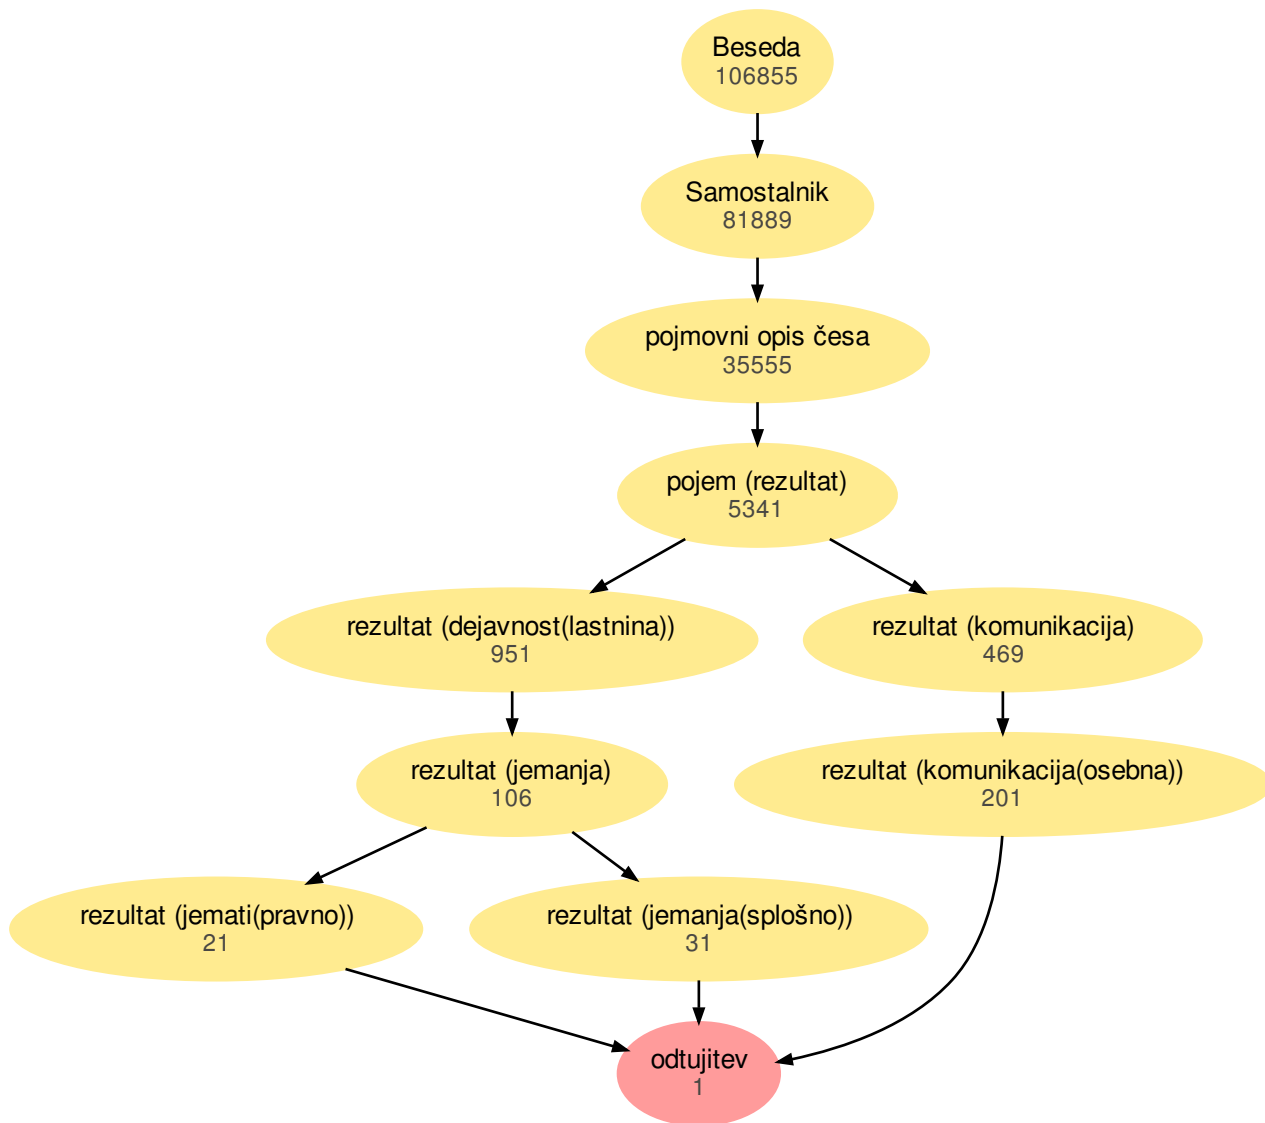 Beseda
106855
Samostalnik
81889
pojmovni opis česa
35555
pojem (rezultat)
5341
rezultat (dejavnost(lastnina))
951
rezultat (komunikacija)
469
rezultat (jemanja)
106
rezultat (komunikacija(osebna))
201
rezultat (jemati(pravno))
21
rezultat (jemanja(splošno))
31
odtujitev
1